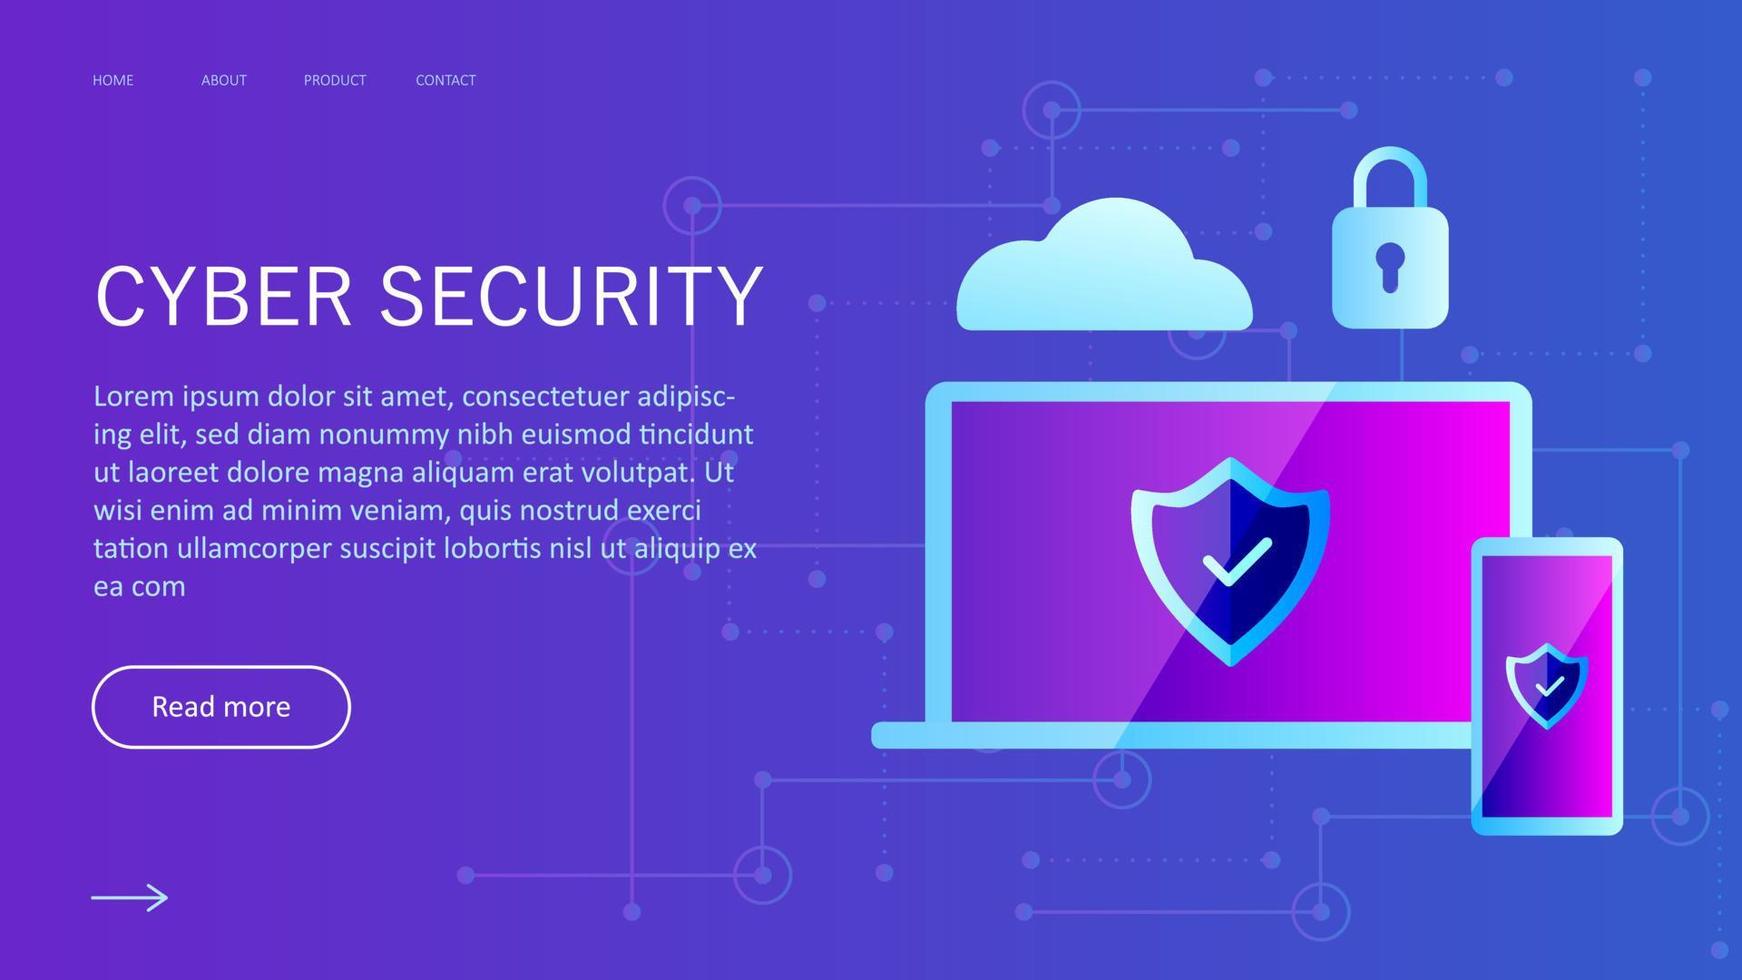 HOME ABOUT PRODUCT CONTACT
CYBER SECURITY
Lorem ipsum dolor sit amet, consectetuer adipisc-
ing elit, sed diam nonummy nibh euismod tincidunt
ut laoreet dolore magna aliquam erat volutpat. Ut
wisi enim ad minim veniam, quis nostrud exerci
tation ullamcorper suscipit lobortis nisl ut aliquip ex
ea com
Read more